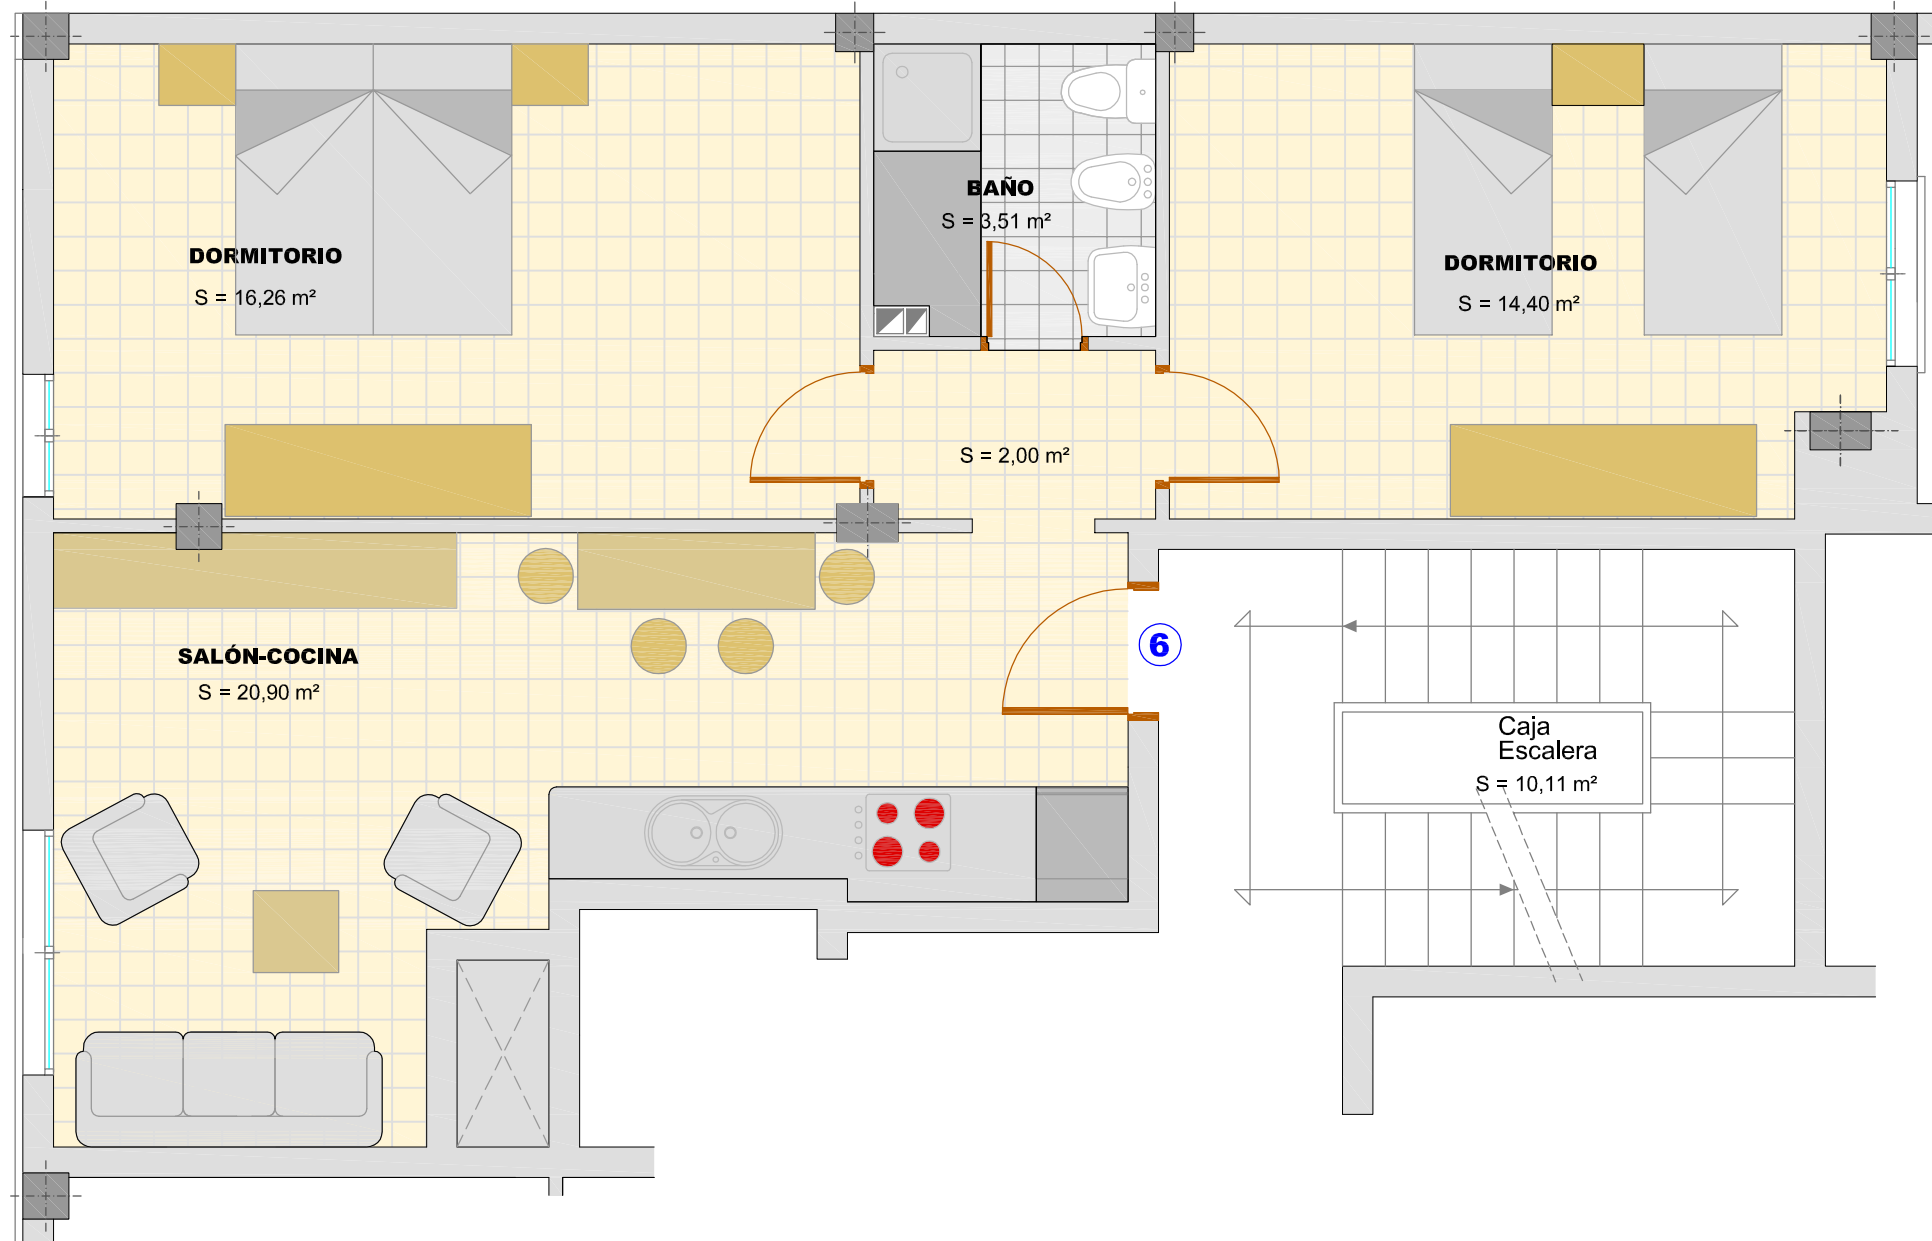 BAÑO
S = 3,51 m²
DORMITORIO
S = 16,26 m²
DORMITORIO
S = 14,40 m²
S = 2,00 m²
SALÓN-COCINA
S = 20,90 m²
6
Caja
Escalera
S = 10,11 m²